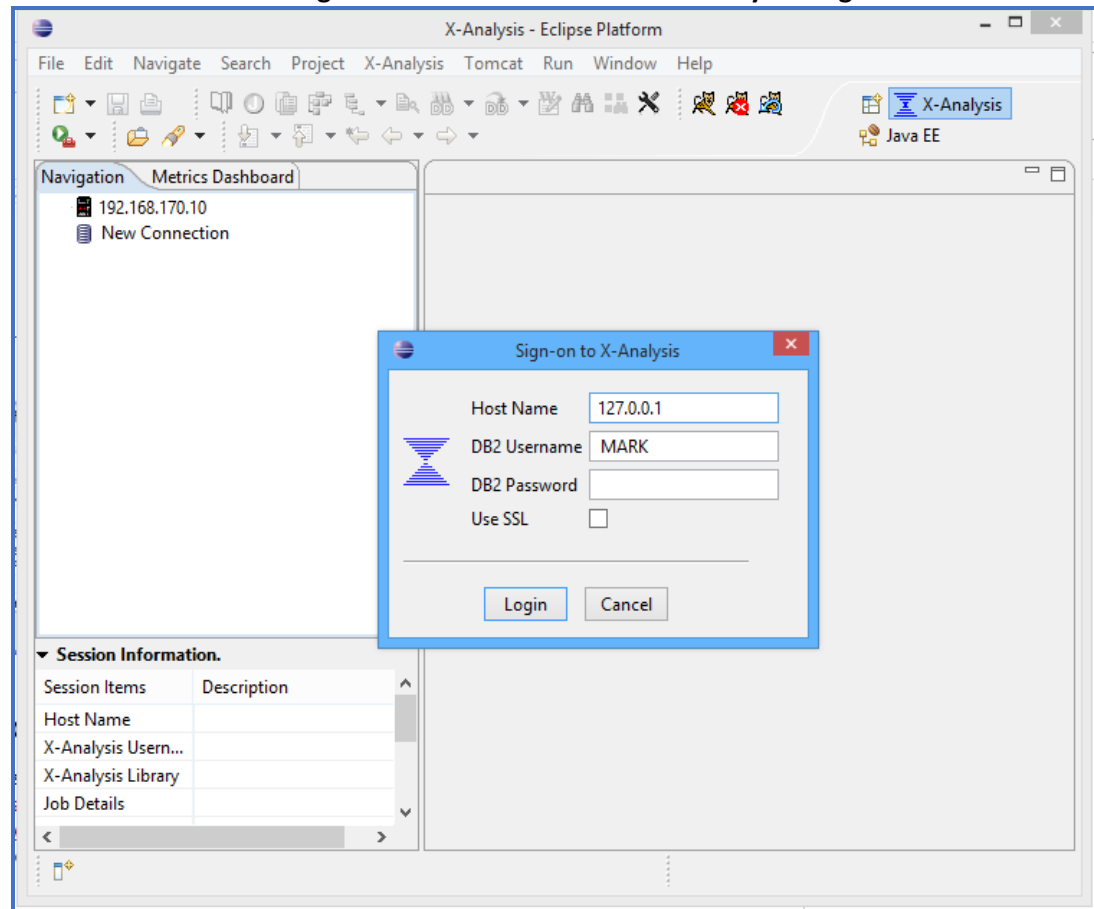 X-Analysis - Eclipse Platform
File Edit Navigate Search Project X-Analysis Tomcat Run Window Help
X-Analysis
Java EE
Navigation Metrics Dashboard
192.168.170.10
New Connection
Sign-on to X-Analysis
Host Name 127.0.0.1
DB2 Username MARK
DB2 Password
Use SSL
Login Cancel
Session Information.
Session Items Description
Host Name
X-Analysis Usern...
X-Analysis Library
Job Details